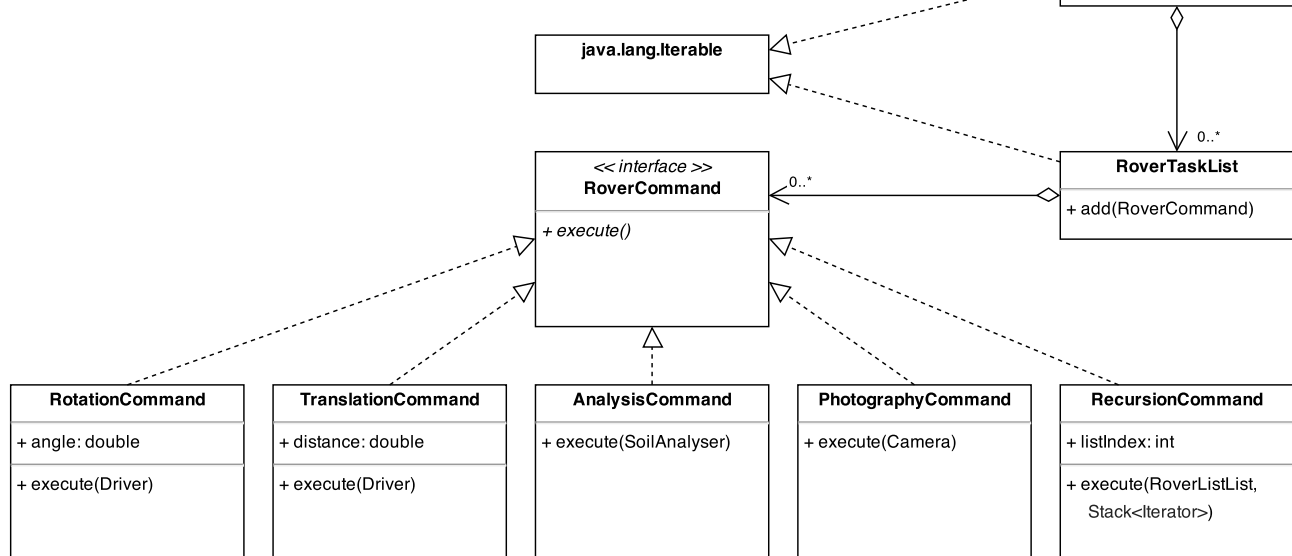 java.lang.Iterable
0..*
<< interface >>
RoverCommand
+ execute()
0..*
RoverTaskList
+ add(RoverCommand)
RotationCommand
+ angle: double
+ execute(Driver)
TranslationCommand
+ distance: double
+ execute(Driver)
AnalysisCommand
+ execute(SoilAnalyser)
PhotographyCommand
+ execute(Camera)
RecursionCommand
+ listIndex: int
+ execute(RoverListList,
Stack<Iterator>)